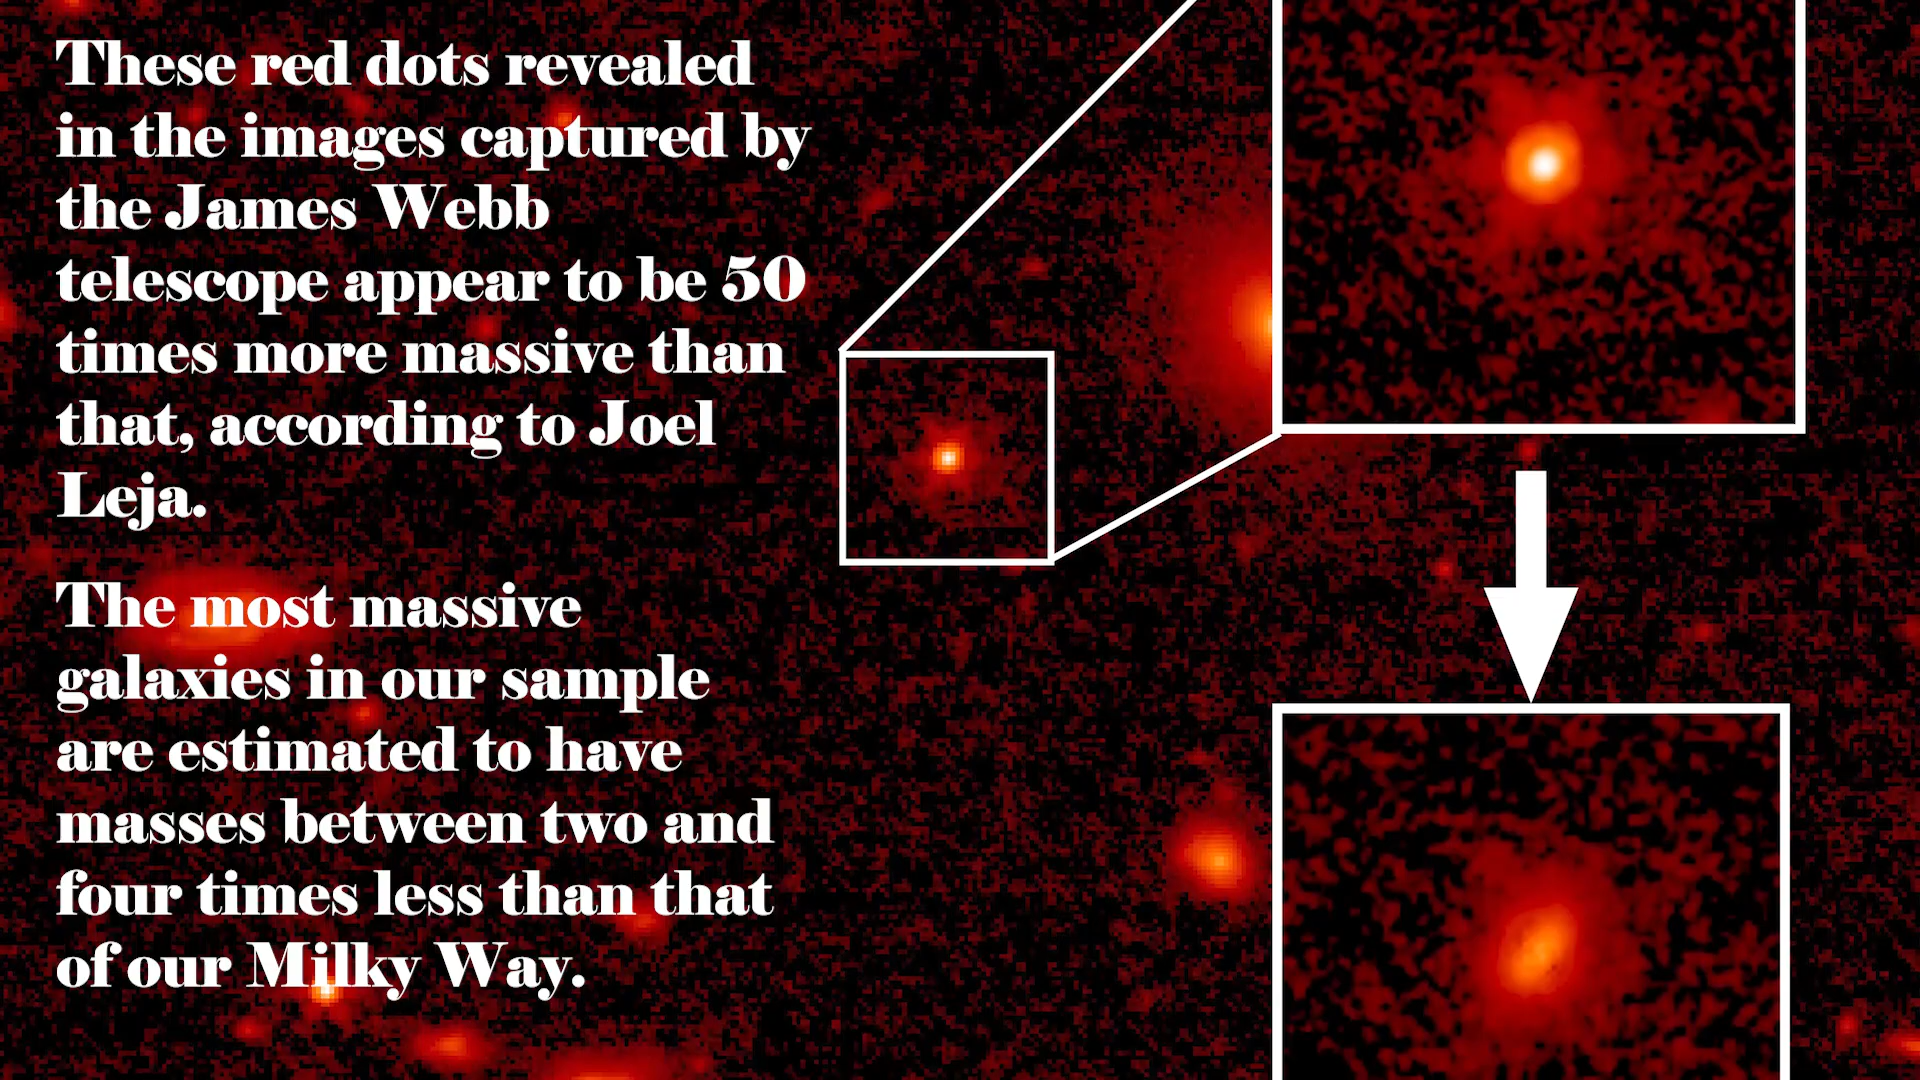 These red dots revealed
in the images captured by
the James Webb
telescope appear to be 50
times more massive than
that, according to Joel
Leja.
The most massive
galaxies in our sample
are estimated to have
masses between two and
four times less than that
of our Milky Way.